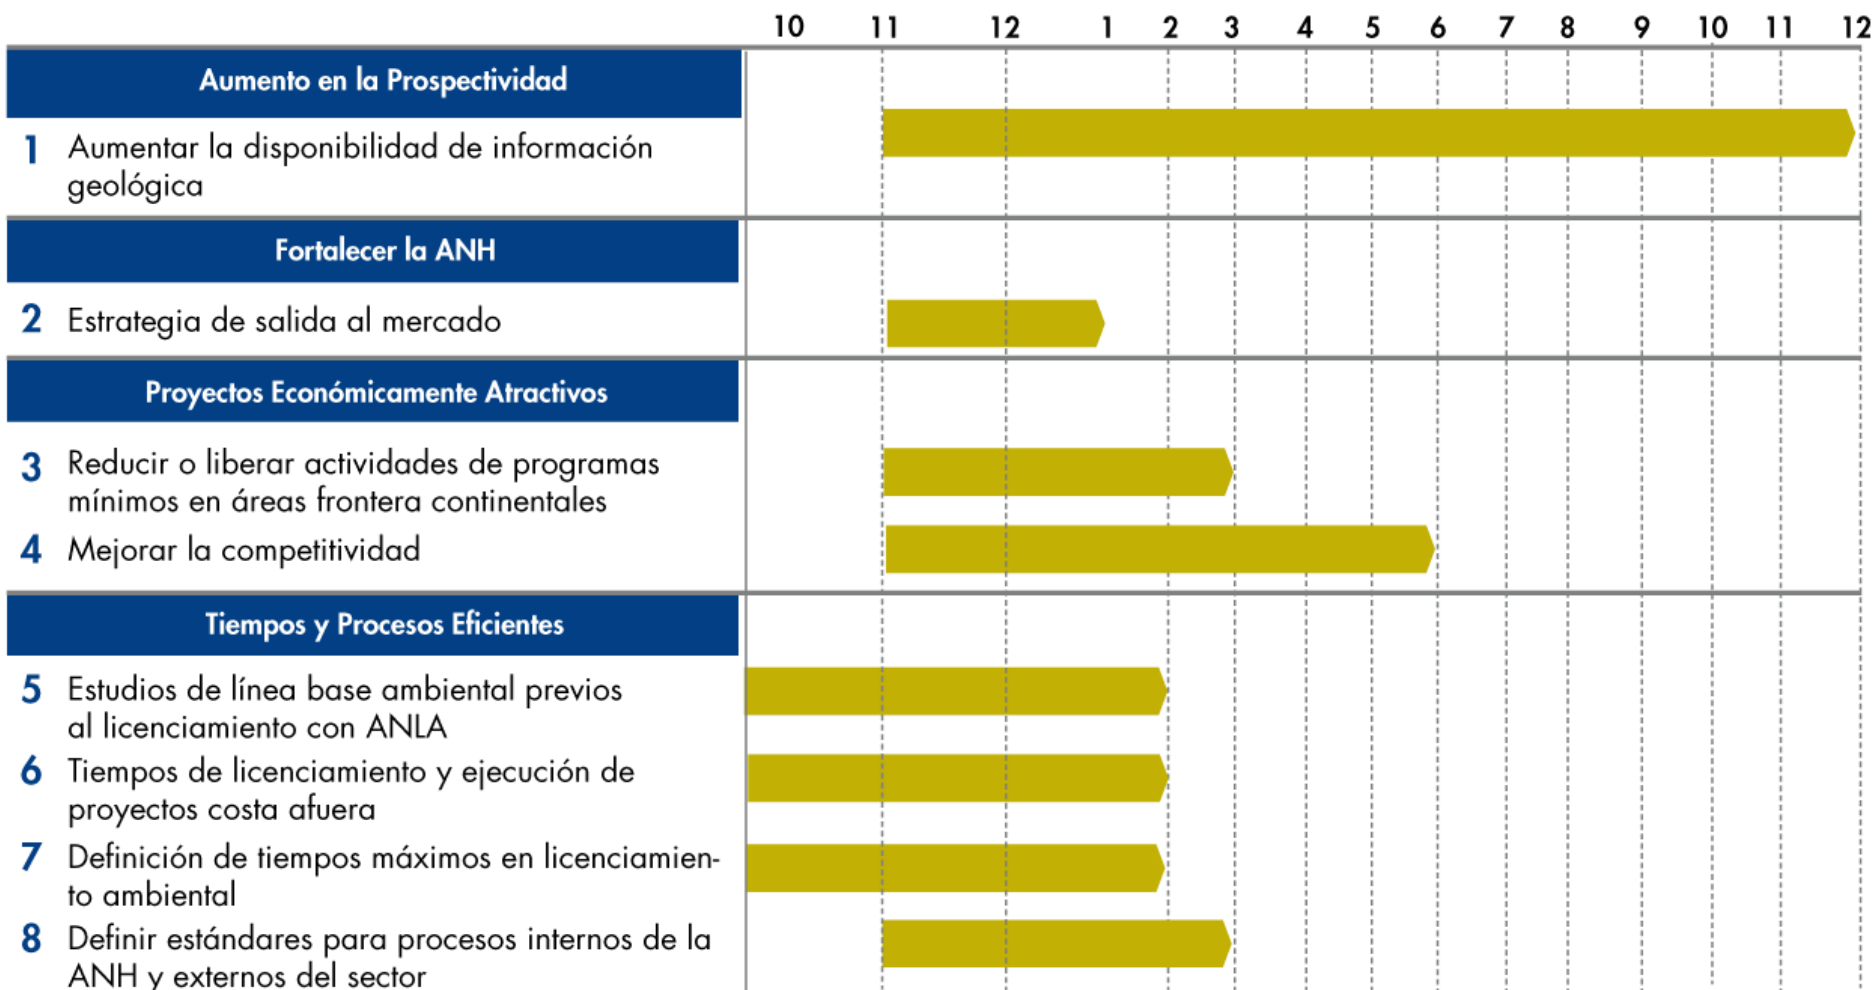 10 11 12 1 2 3 4 5 6 7 8 9 10 11 12
Aumento en la Prospectividad
1 Aumentar la disponibilidad de información
geológica
Fortalecer la ANH
2 Estrategia de salida al mercado
Proyectos Económicamente Atractivos
3 Reducir o liberar actividades de programas
mínimos en áreas frontera continentales
4 Mejorar la competitividad
Tiempos y Procesos Eficientes
5 Estudios de línea base ambiental previos
al licenciamiento con ANLA
6 Tiempos de licenciamiento y ejecución de
proyectos costa afuera
7 Definición de tiempos máximos en licenciamien-
to ambiental
8 Definir estándares para procesos internos de la
ANH y externos del sector